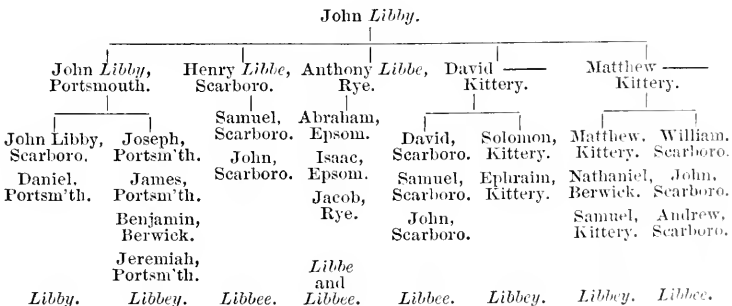 John Libby.
John Libby, Henry Libbe, Anthony Libbe, David —— Matthew ——
Portsmouth. Scarboro. Rye. Kittery. Kittery.
Samuel, Abraham,
Scarboro. Epsom.
John Libby, Joseph, David, Solomon, Matthew. William.
Scarboro. Portsm'th. John, Isaac, Scarboro. Kittery. Kittery. Scarboro.
Scarboro. Epsom.
Daniel. James, Samuel, Ephraim, Nathaniel, John,
Portsm'th. Portsm'th. Jacob, Scarboro. Kittery. Berwick. Scarboro.
Rye.
Benjamin, John, Samuel, Andrew,
Berwick. Scarboro. Kittery. Scarboro.
Jeremiah, Libbe
Portsm'th. and
Libby. Libbey. Libbee. Libbee. Libbee. Libbey. Libbey. Libbee.